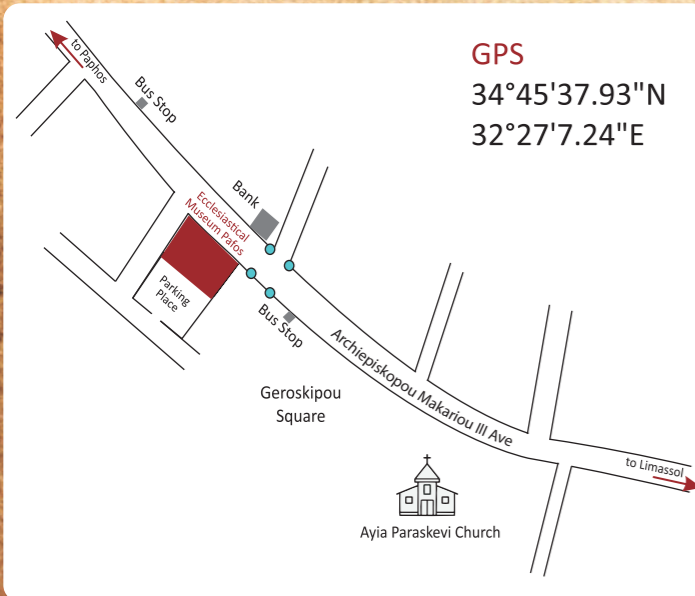 to Paphos
Bus Stop
GPS
34°45'37.93"N
32°27'7.24"E
Bank
Ecclesiastical
Museum Pafos
Parking
Place
Bus Stop
Archiepiskopou Makariou III Ave
Geroskipou
Square
to Limassol
Ayia Paraskevi Church